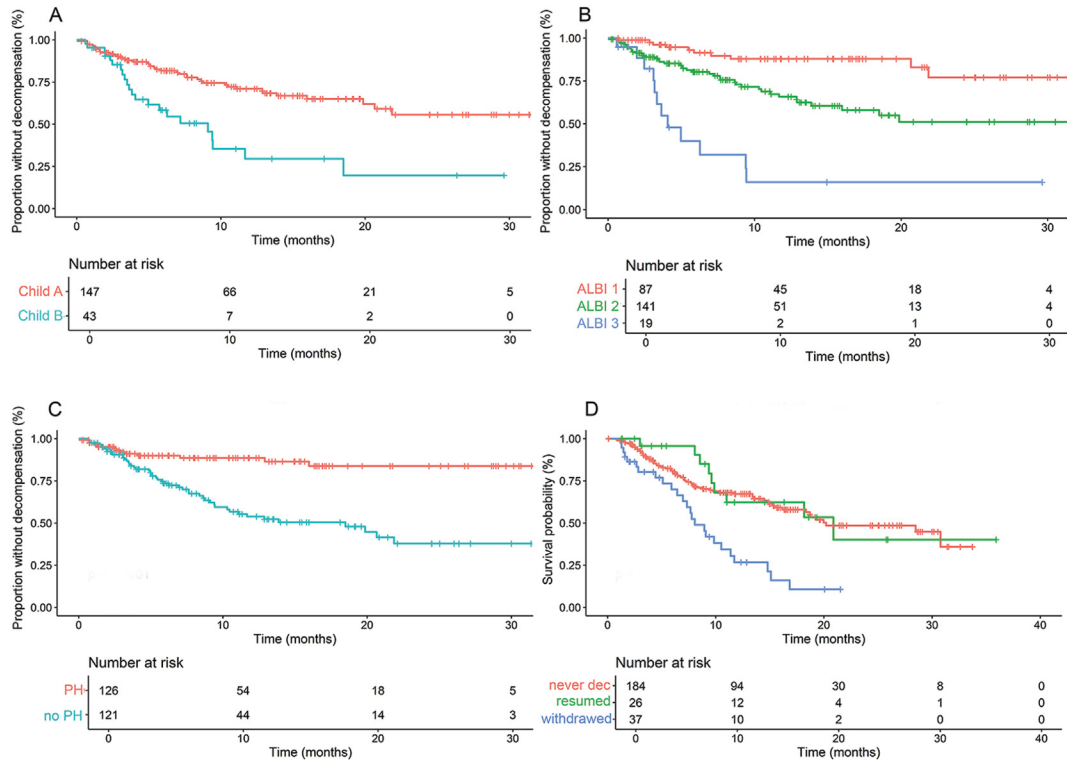 A
Proportion without decompensation (%)
1.00
0.75
0.50
0.25
0.00
0 10 20 30
Time (months)
Number at risk
Child A 147 66 21 5
Child B 43 7 2 0
0 10 20 30
Time (months)
B
Proportion without decompensation (%)
1.00
0.75
0.50
0.25
0.00
0 10 20 30
Time (months)
Number at risk
ALBI 1 87 45 18 4
ALBI 2 141 51 13 4
ALBI 3 19 2 1 0
0 10 20 30
Time (months)
C
Proportion without decompensation (%)
1.00
0.75
0.50
0.25
0.00
0 10 20 30
Time (months)
Number at risk
PH 126 54 18 5
no PH 121 44 14 3
0 10 20 30
Time (months)
D
Survival probability (%)
1.00
0.75
0.50
0.25
0.00
0 10 20 30 40
Time (months)
Number at risk
never dec 184 94 30 8 0
resumed 26 12 4 1 0
withdrawed 37 10 2 0 0
0 10 20 30 40
Time (months)